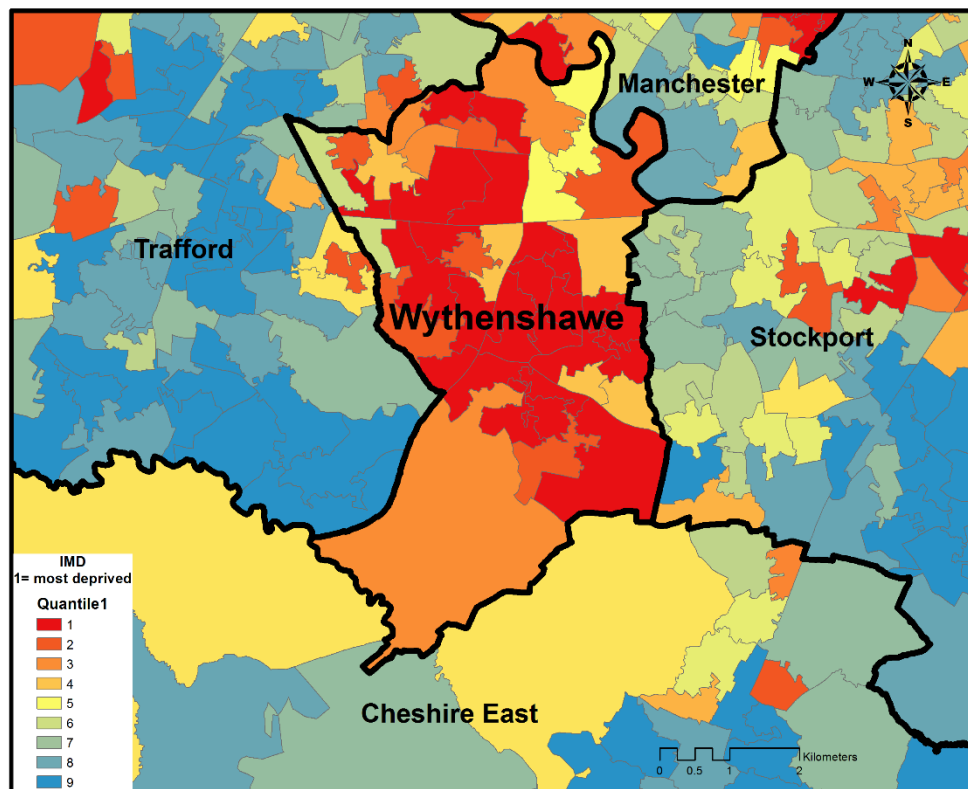 Manchester
N
W E
S
Trafford
Wythenshawe
Stockport
IMD
1= most deprived
Quantile1
1
2
3
4
5
6
7
8
9
Cheshire East
Kilometers
0 0.5 1 2